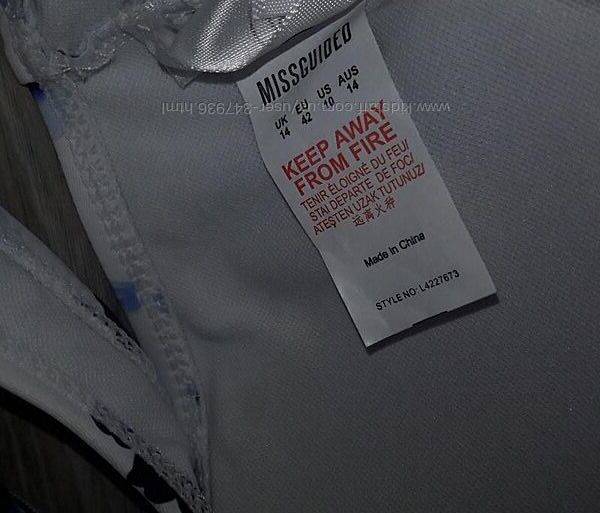 MISSGUIDED
UK EU US AUS
14 42 10 14
KEEP AWAY
FROM FIRE
TENIR ÉLOIGNÉ DU FEU
STAI DEPARTE DE FOC/
ATEŞTEN UZAK TUTUNUZ/
远离火券
Made in China
STYLE NO: L4227673